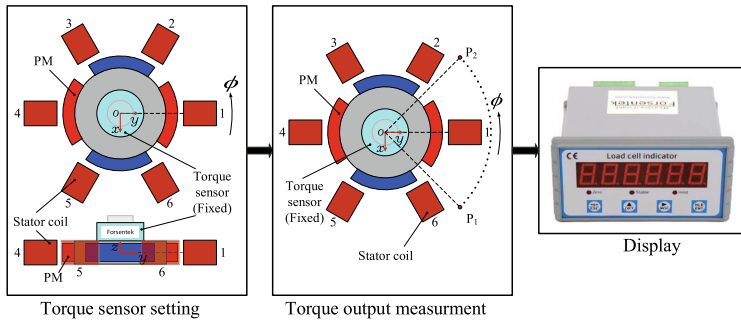 3
2
PM
ϕ
4
o
y
x
1
Torque
sensor
(Fixed)
5
6
Stator coil
Forsentek
4
z
y
1
PM
5
6
Torque sensor setting
3
2
P2
PM
ϕ
4
o
y
x
1
Torque
sensor
(Fixed)
5
6
P1
Stator coil
Torque output measurment
Forsentek
CE
Load cell indicator
888888
Display